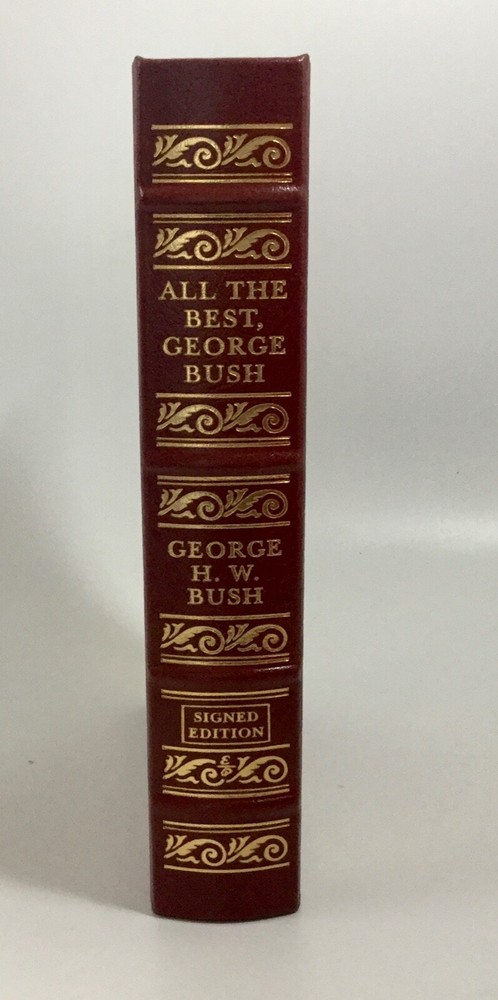 ALL THE
BEST,
GEORGE
BUSH
GEORGE
H. W.
BUSH
SIGNED
EDITION